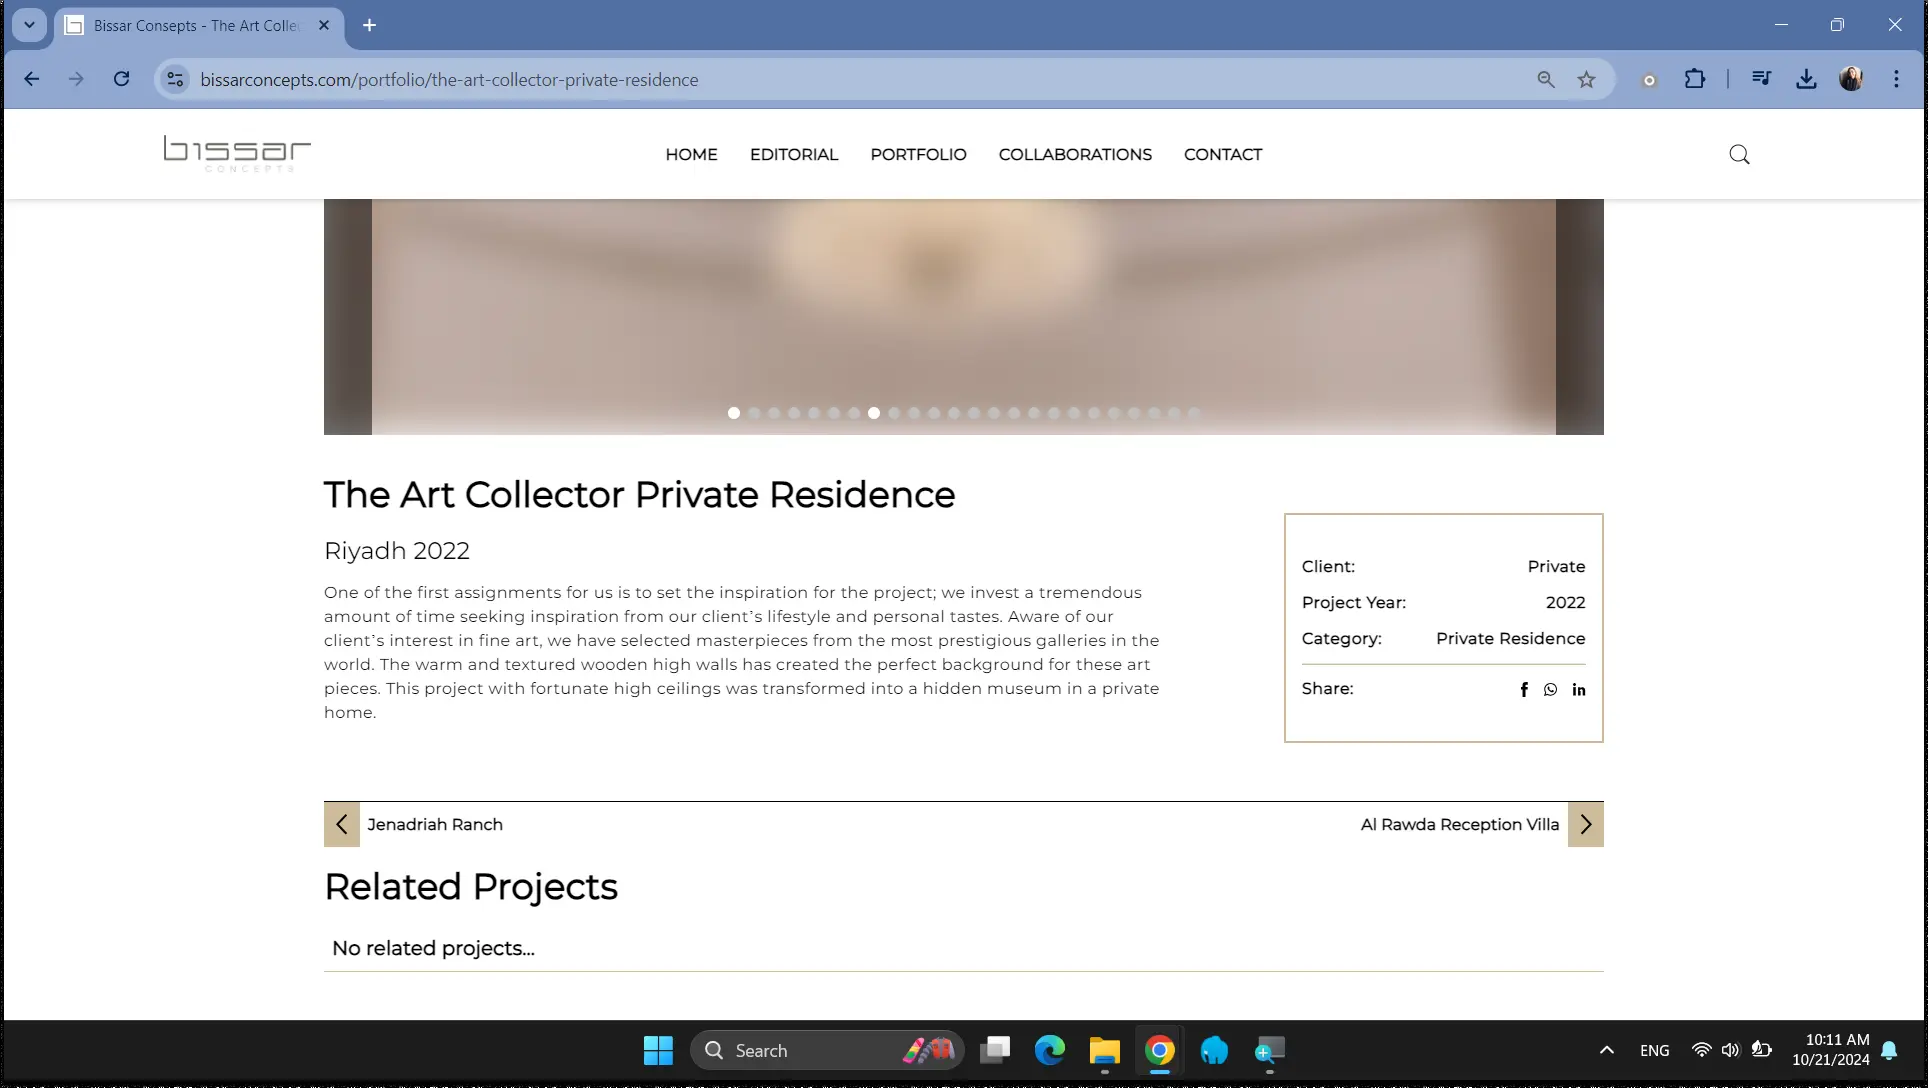 Bissar Consepts - The Art Colle
bissarconcepts.com/portfolio/the-art-collector-private-residence
bissar
CONCEPTS
HOME EDITORIAL PORTFOLIO COLLABORATIONS CONTACT
The Art Collector Private Residence
Riyadh 2022
One of the first assignments for us is to set the inspiration for the project; we invest a tremendous
amount of time seeking inspiration from our client's lifestyle and personal tastes. Aware of our
client's interest in fine art, we have selected masterpieces from the most prestigious galleries in the
world. The warm and textured wooden high walls has created the perfect background for these art
pieces. This project with fortunate high ceilings was transformed into a hidden museum in a private
home.
Client: Private
Project Year: 2022
Category: Private Residence
Share:
Jenadriah Ranch
Al Rawda Reception Villa
Related Projects
No related projects...
Search
ENG
10:11 AM
10/21/2024